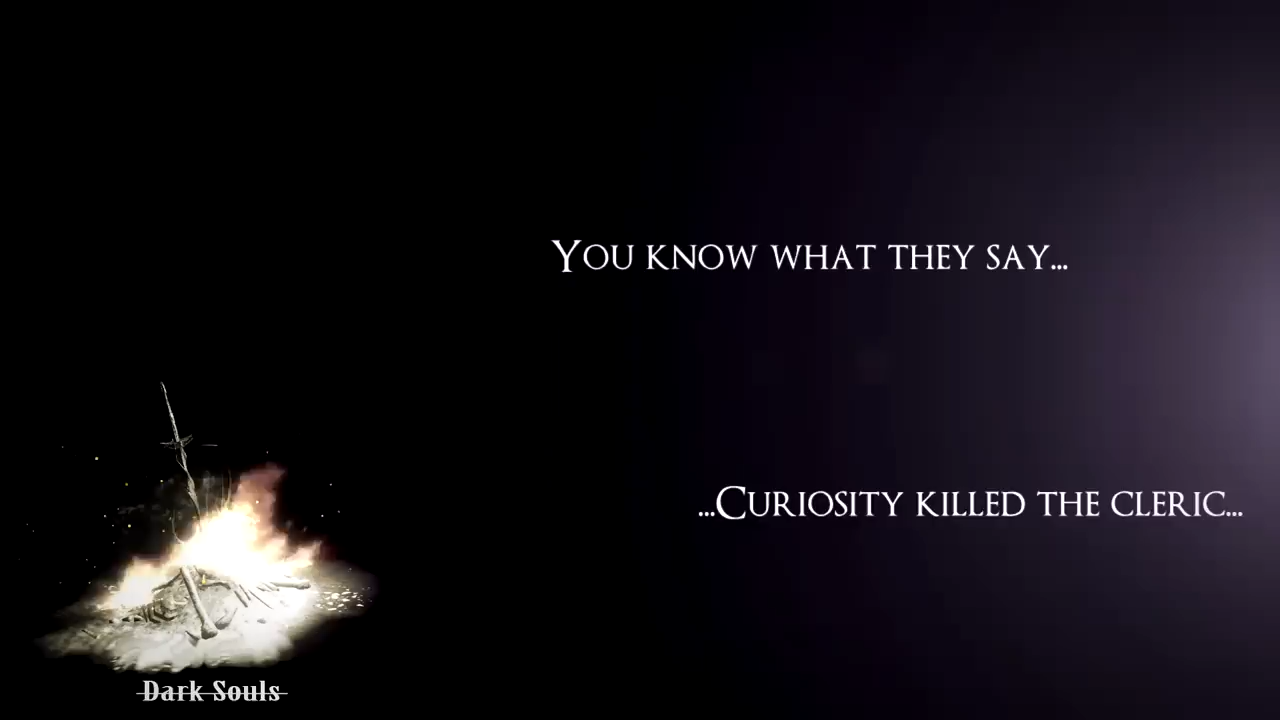 You know what they say...
...Curiosity killed the cleric...
Dark Souls